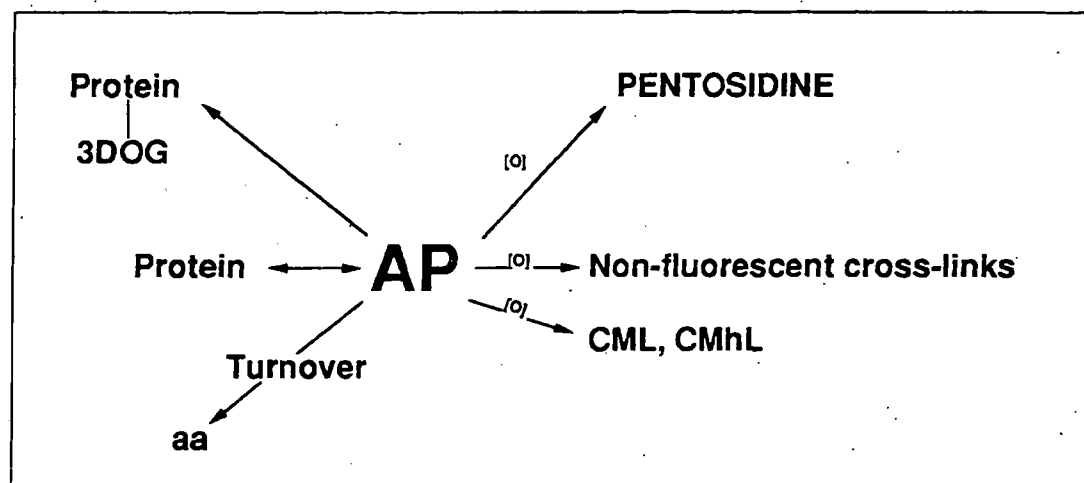 Protein
3DOG
PENTOSIDINE
[O]
Protein
AP
[O]
Non-fluorescent cross-links
[O]
CML, CMhL
Turnover
aa